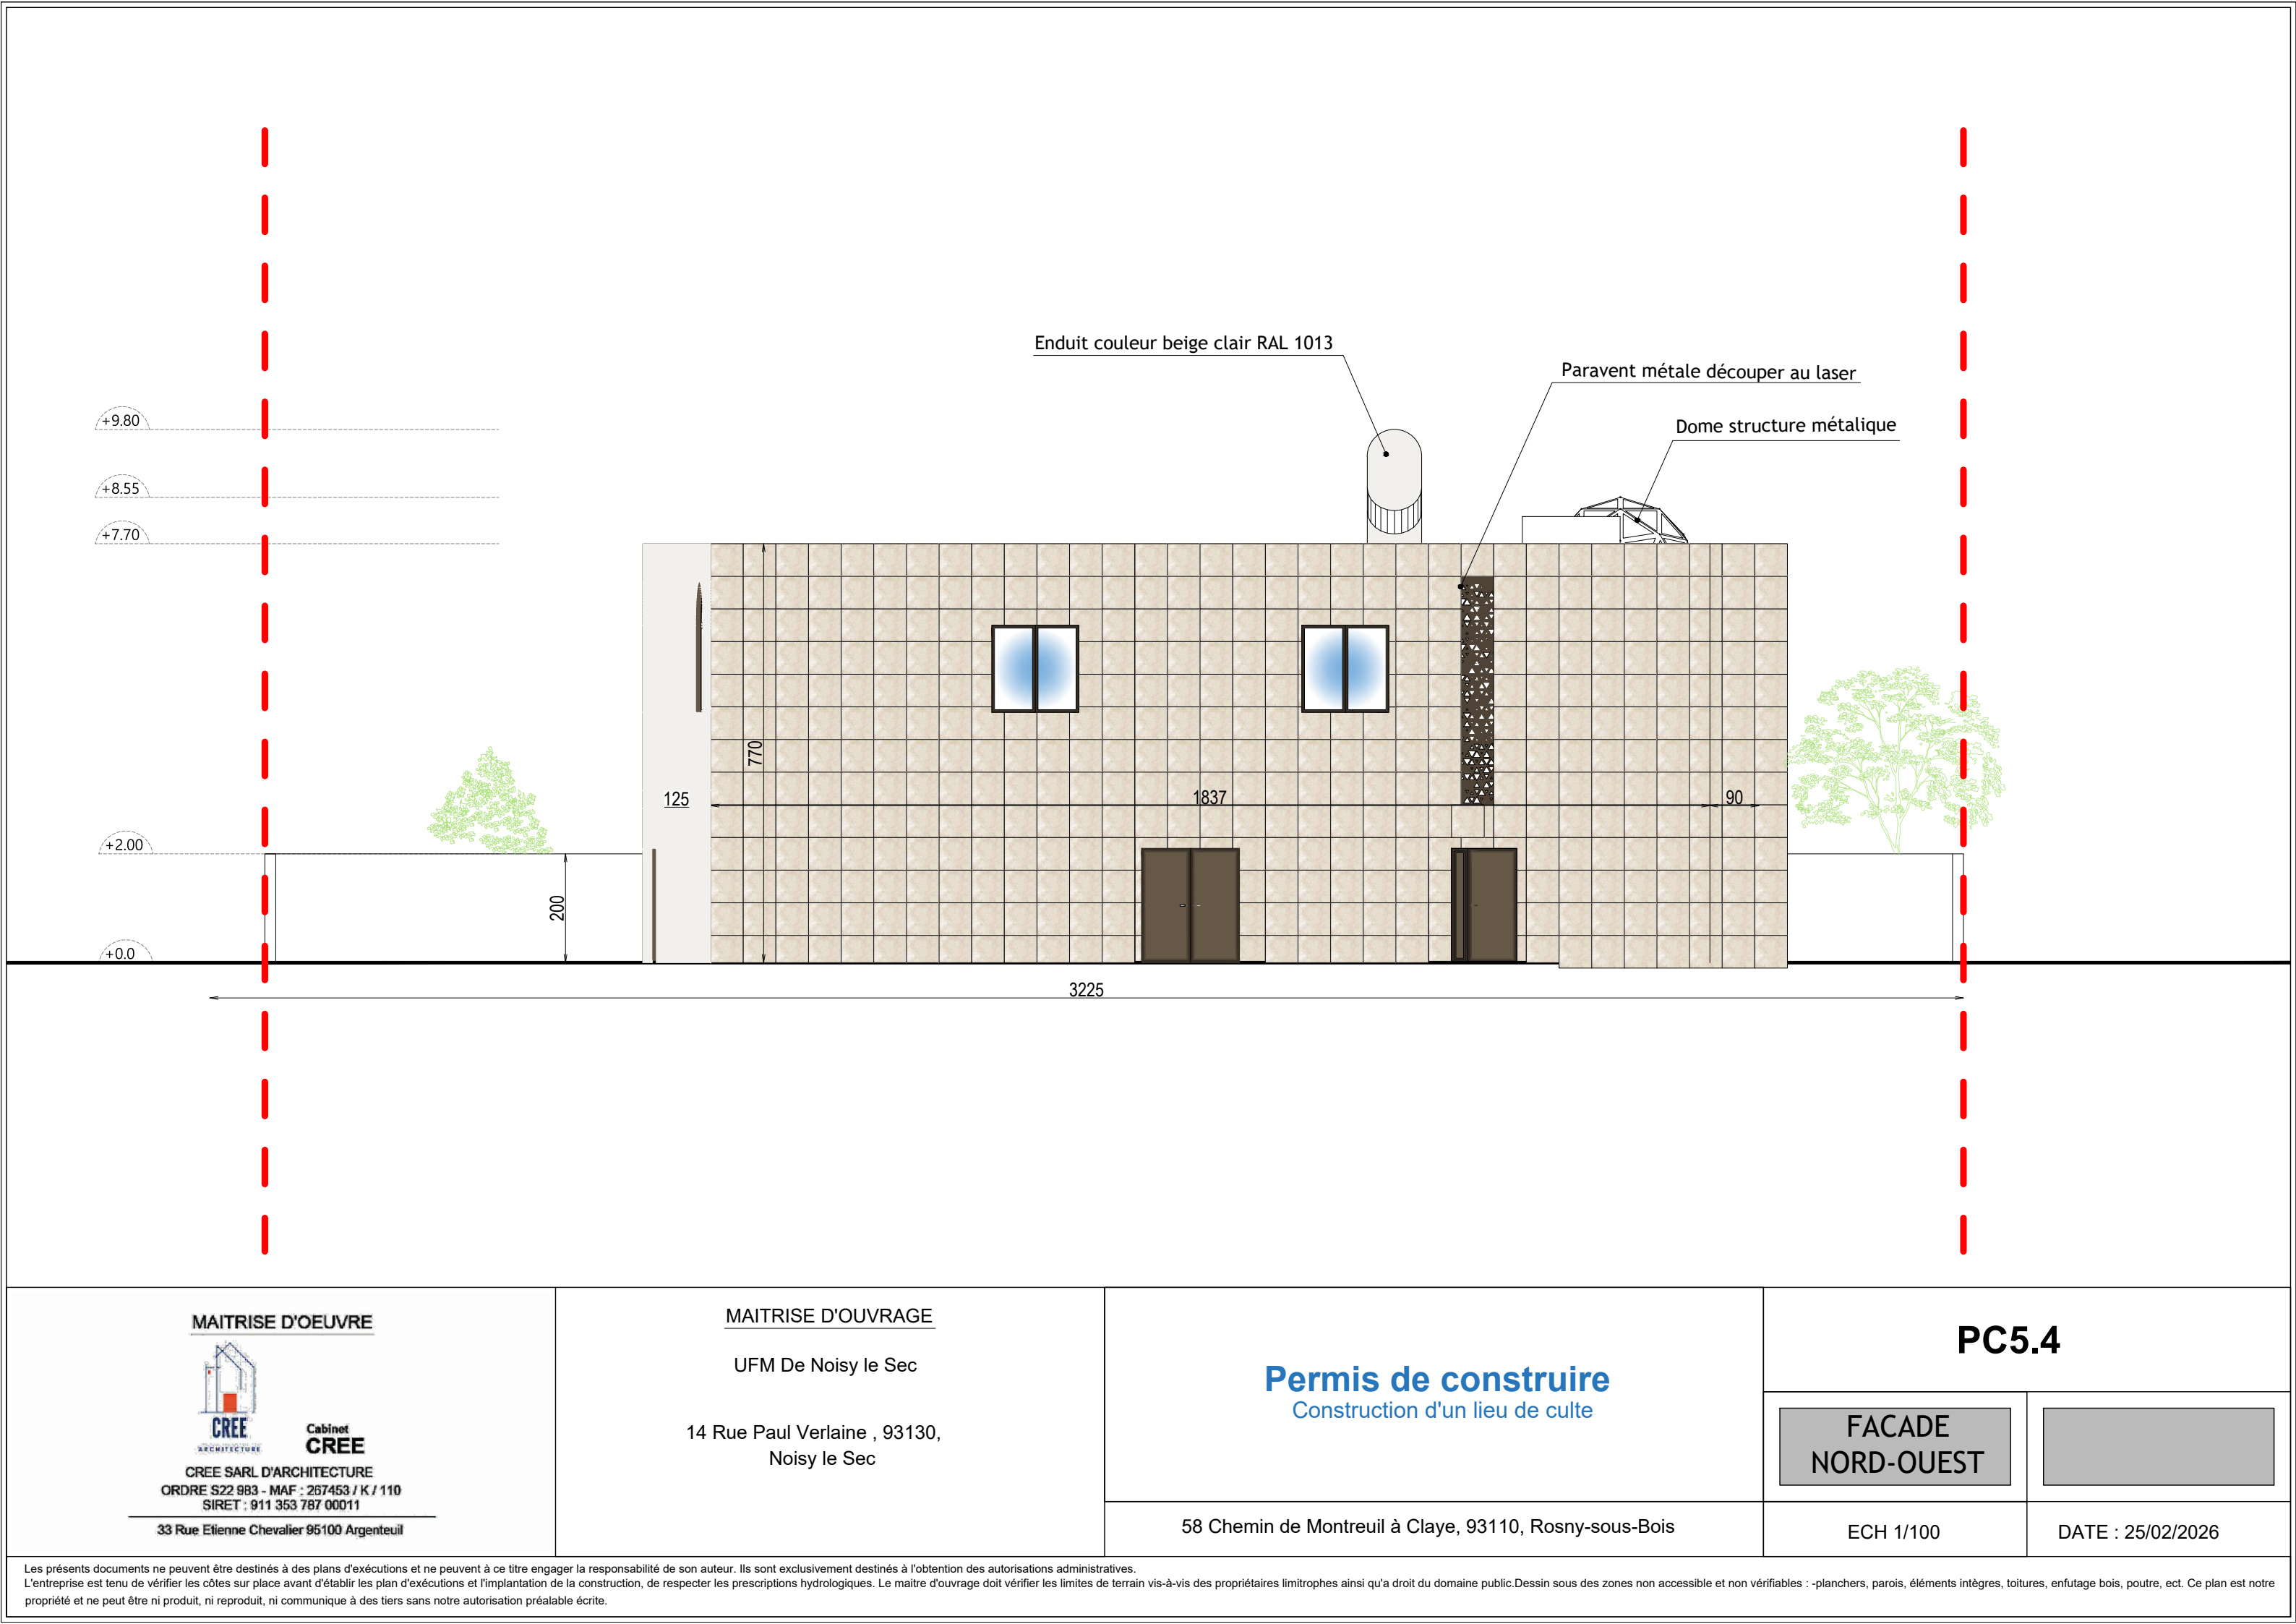 Enduit couleur beige clair RAL 1013
Paravent métale découper au laser
Dome structure métalique
+9.80
+8.55
+7.70
+2.00
+0.0
770
125
1837
90
200
3225
MAITRISE D'OEUVRE
CREE
ARCHITECTURE
Cabinet
CREE
CREE SARL D'ARCHITECTURE
ORDRE S22 983 - MAF : 267453 / K / 110
SIRET : 911 353 787 00011
33 Rue Etienne Chevalier 95100 Argenteuil
MAITRISE D'OUVRAGE
UFM De Noisy le Sec
14 Rue Paul Verlaine , 93130,
Noisy le Sec
Permis de construire
Construction d'un lieu de culte
58 Chemin de Montreuil à Claye, 93110, Rosny-sous-Bois
PC5.4
FACADE
NORD-OUEST
ECH 1/100
DATE : 25/02/2026
Les présents documents ne peuvent être destinés à des plans d'exécutions et ne peuvent à ce titre engager la responsabilité de son auteur. Ils sont exclusivement destinés à l'obtention des autorisations administratives.
L'entreprise est tenu de vérifier les côtes sur place avant d'établir les plan d'exécutions et l'implantation de la construction, de respecter les prescriptions hydrologiques. Le maitre d'ouvrage doit vérifier les limites de terrain vis-à-vis des propriétaires limitrophes ainsi qu'a droit du domaine public.Dessin sous des zones non accessible et non vérifiables : -planchers, parois, éléments intègres, toitures, enfutage bois, poutre, ect. Ce plan est notre
propriété et ne peut être ni produit, ni reproduit, ni communique à des tiers sans notre autorisation préalable écrite.